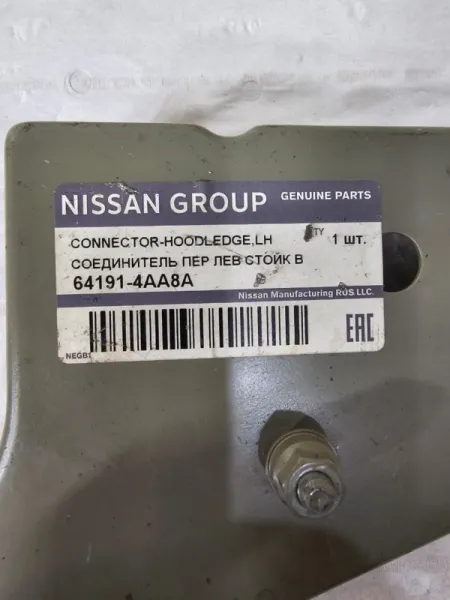 NISSAN GROUP GENUINE PARTS
CONNECTOR-HOODLEDGE,LH TY 1 ШТ.
СОЕДИНИТЕЛЬ ПЕР ЛЕВ СТОЙК В
64191-4AA8A
Nissan Manufacturing RUS LLC.
EAC